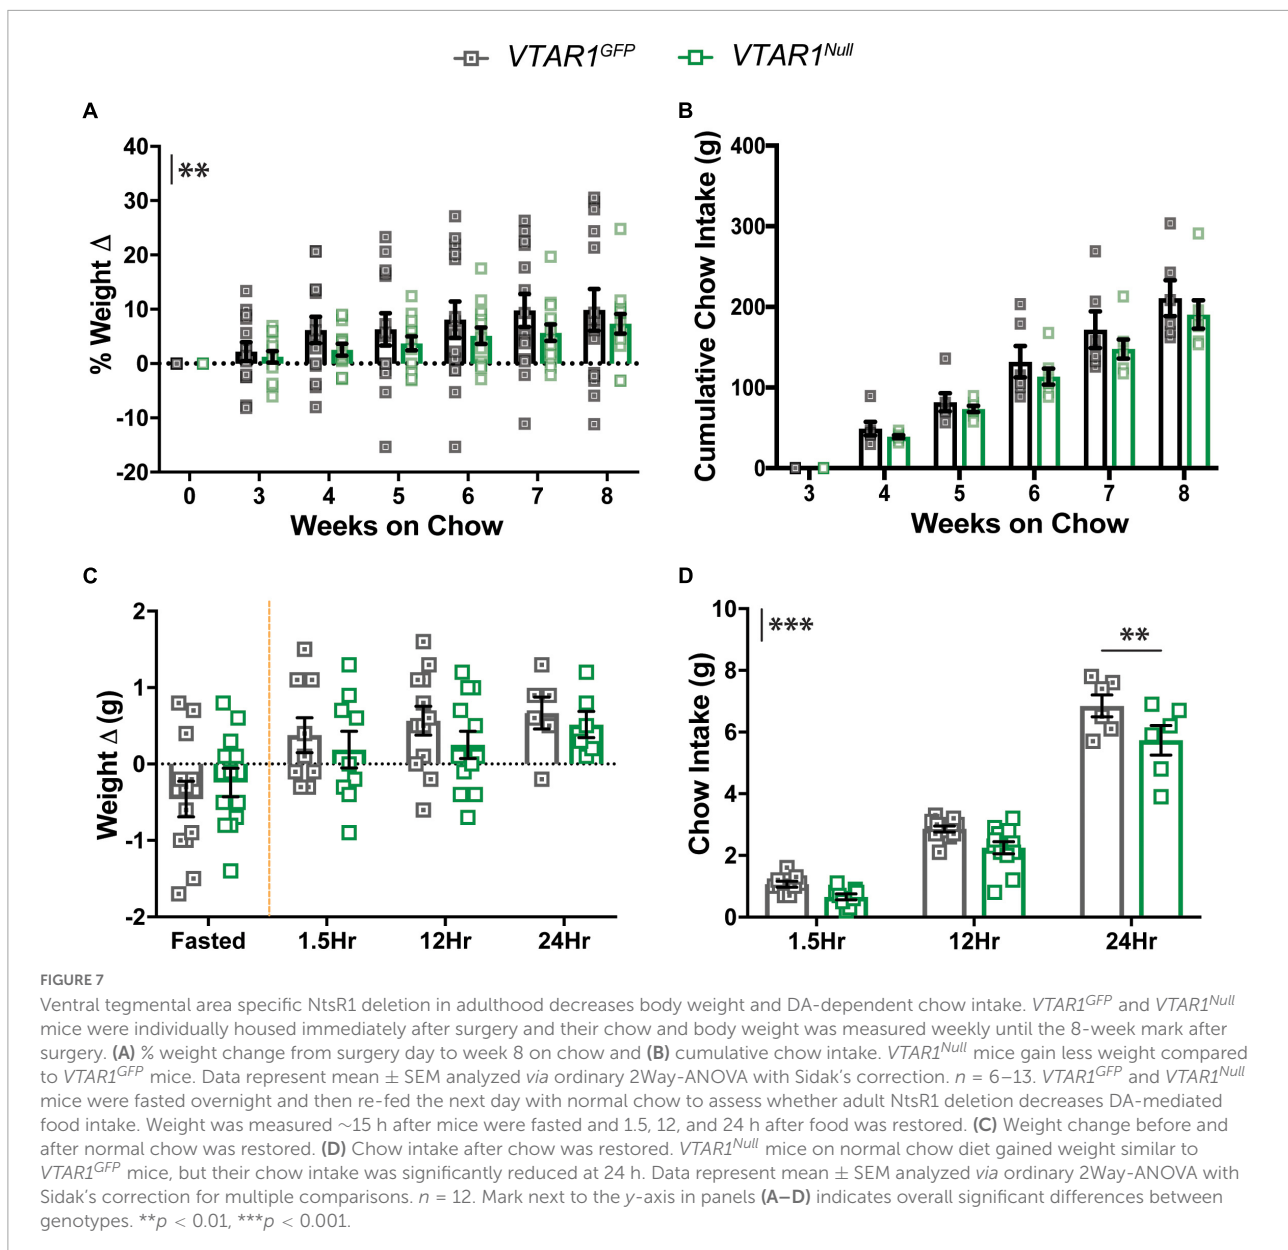 VTAR1GFP VTAR1Null
A
40
30
20
10
0
-10
-20
% Weight Δ
**
0 3 4 5 6 7 8
Weeks on Chow
B
400
300
200
100
0
Cumulative Chow Intake (g)
3 4 5 6 7 8
Weeks on Chow
C
2
1
0
-1
-2
Weight Δ (g)
Fasted 1.5Hr 12Hr 24Hr
D
10
8
6
4
2
0
Chow Intake (g)
***
**
1.5Hr 12Hr 24Hr
FIGURE 7
Ventral tegmental area specific NtsR1 deletion in adulthood decreases body weight and DA-dependent chow intake. VTAR1GFP and VTAR1Null
mice were individually housed immediately after surgery and their chow and body weight was measured weekly until the 8-week mark after
surgery. (A) % weight change from surgery day to week 8 on chow and (B) cumulative chow intake. VTAR1Null mice gain less weight compared
to VTAR1GFP mice. Data represent mean ± SEM analyzed via ordinary 2Way-ANOVA with Sidak's correction. n = 6–13. VTAR1GFP and VTAR1Null
mice were fasted overnight and then re-fed the next day with normal chow to assess whether adult NtsR1 deletion decreases DA-mediated
food intake. Weight was measured ∼15 h after mice were fasted and 1.5, 12, and 24 h after food was restored. (C) Weight change before and
after normal chow was restored. (D) Chow intake after chow was restored. VTAR1Null mice on normal chow diet gained weight similar to
VTAR1GFP mice, but their chow intake was significantly reduced at 24 h. Data represent mean ± SEM analyzed via ordinary 2Way-ANOVA with
Sidak's correction for multiple comparisons. n = 12. Mark next to the y-axis in panels (A–D) indicates overall significant differences between
genotypes. **p < 0.01, ***p < 0.001.